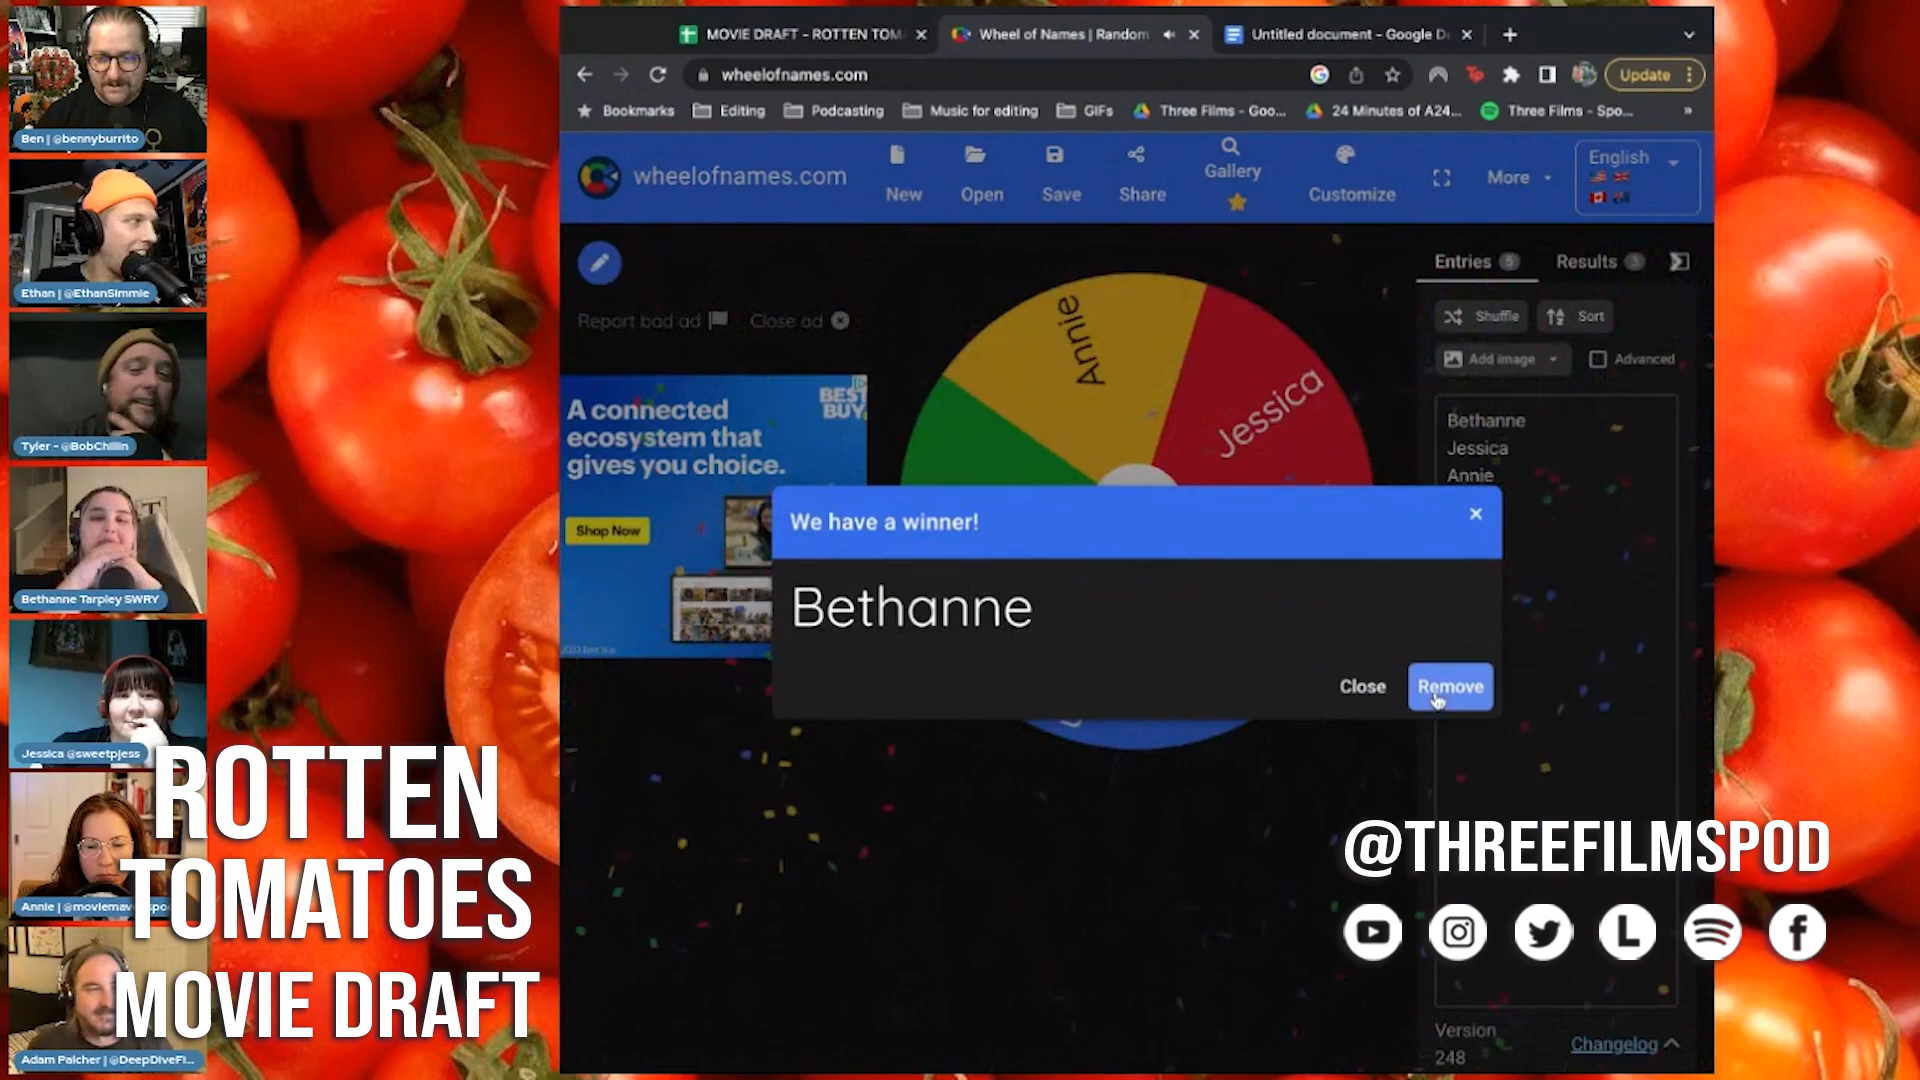 Ben | @bennyburrito
Ethan | @EthanSimmie
Tyler - @BobChillin
Bethanne Tarpley SWRY
Jessica @sweetpjess
Annie | @moviemav
Adam Palcher | @DeepDiveFi...
ROTTEN
TOMATOES
MOVIE DRAFT
MOVIE DRAFT - ROTTEN TOM
Wheel of Names | Random
Untitled document - Google D
wheelofnames.com
Update
Bookmarks
Editing
Podcasting
Music for editing
GIFs
Three Films - Goo...
24 Minutes of A24...
Three Films - Spo...
wheelofnames.com
New
Open
Save
Share
Gallery
Customize
More
English
Report bad ad
Close ad
A connected
ecosystem that
gives you choice.
BEST
BUY
Shop Now
Annie
Jessica
Entries 5
Results 3
Shuffle
Sort
Add image
Advanced
Bethanne
Jessica
Annie
We have a winner!
Bethanne
Close
Remove
Version
248
Changelog
@THREEFILMSPOD